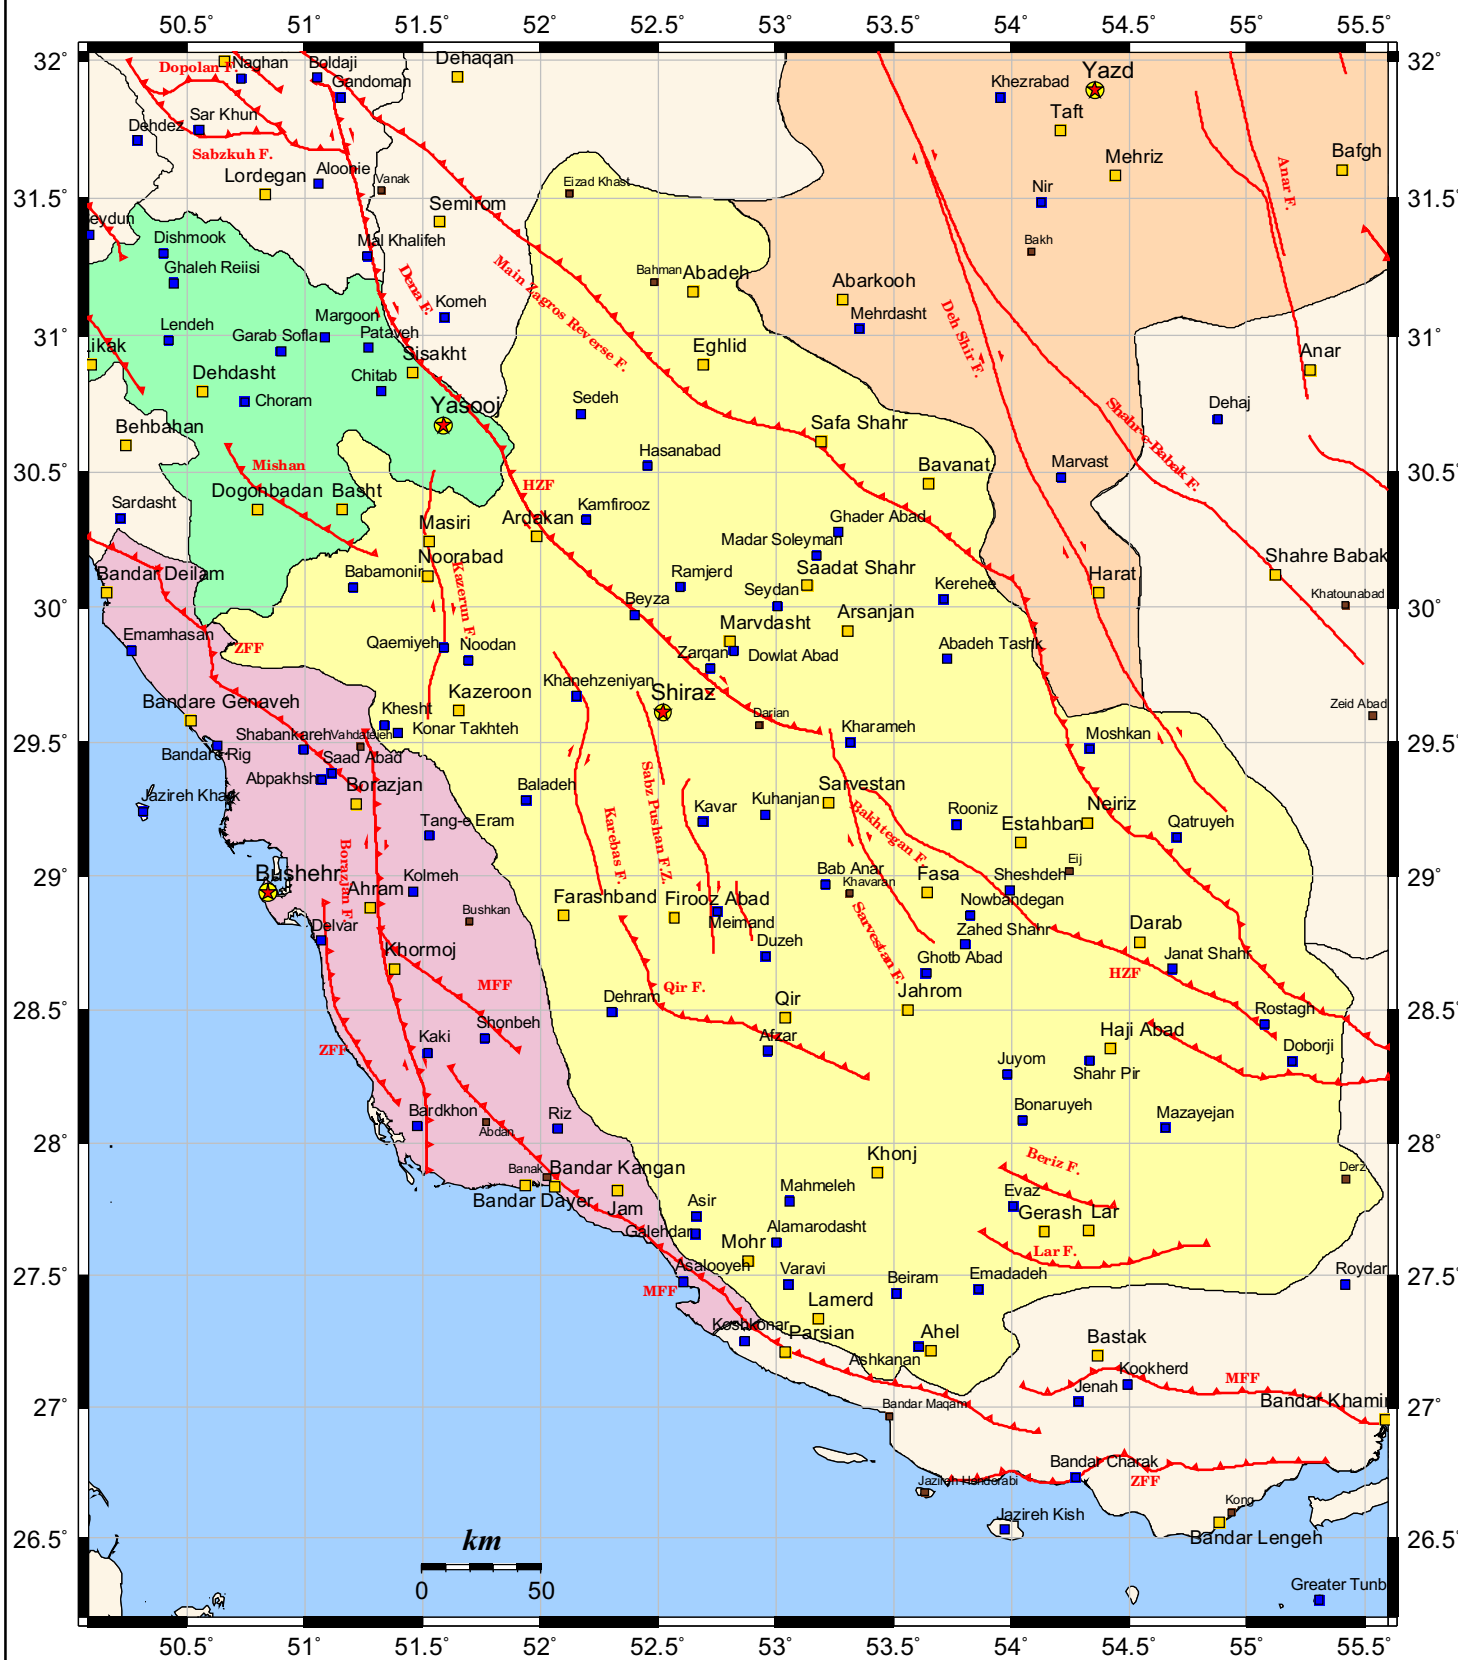 50.5° 51° 51.5° 52° 52.5° 53° 53.5° 54° 54.5° 55° 55.5°
32° 32°
Dopolan F.
Naghan
Boldaji
Gandoman
Dehaqan
Khezrabad
Yazd
Taft
Dehdez
Sar Khun
Sabzkuh F.
Lordegan
Aloonie
Vanak
Eizad Khast
Mehriz
Bafgh
Anar F.
31.5° 31.5°
Semirom
Nir
Bakh
eydun
Dishmook
Mal Khalifeh
Ghaleh Reiisi
Dena F.
Main Zagros Reverse F.
Bahman
Abadeh
Abarkooh
Komeh
Mehrdasht
Deh Shir F.
31° 31°
Lendeh
Margoon
Garab Sofla
Pataveh
Sisakht
Eghlid
Anar
Likak
Dehdasht
Chitab
Choram
Yasooj
Sedeh
Dehaj
Shahr-e-Babak F.
Behbahan
Safa Shahr
Hasanabad
Bavanat
Marvast
30.5° 30.5°
Mishan
HZF
Sardasht
Dogonbadan
Basht
Masiri
Ardakan
Kamfirooz
Ghader Abad
Madar Soleyman
Noorabad
Saadat Shahr
Shahre Babak
Bandar Deilam
Babamonir
Kazerun F.
Ramjerd
Seydan
Kerehee
Harat
Khatounabad
30° 30°
Beyza
Arsanjan
Emamhasan
ZFF
Qaemiyeh
Noodan
Marvdasht
Zarqan
Dowlat Abad
Abadeh Tashk
Khanehzeniyan
Shiraz
Bandare Genaveh
Kazeroon
Khesht
Konar Takhteh
Darian
Kharameh
Zeid Abad
Moshkan
29.5° 29.5°
Shabankareh
Vahdatejeh
Bandare Rig
Saad Abad
Abpakhsh
Borazjan
Jazireh Khark
Baladeh
Sabz Pushan F.Z.
Kavar
Kuhanjan
Sarvestan
Bakhtegan F.
Rooniz
Neiriz
Estahban
Qatruyeh
Tang-e Eram
Karebas F.
Borazjan F.
Eij
29° 29°
Bushehr
Ahram
Kolmeh
Bab Anar
Khavaran
Fasa
Sheshdeh
Nowbandegan
Bushkan
Farashband
Firooz Abad
Meimand
Sarvestan F.
Zahed Shahr
Darab
Delvar
Khormoj
Duzeh
Ghotb Abad
Janat Shahr
HZF
MFF
Qir F.
Dehram
Qir
Jahrom
28.5° 28.5°
Rostagh
Kaki
Shonbeh
ZFF
Afzar
Haji Abad
Doborji
Juyom
Shahr Pir
Bardkhon
Abdan
Riz
Bonaruyeh
Mazayejan
28° 28°
Banak
Bandar Kangan
Bandar Dayer
Jam
Khonj
Beriz F.
Derz
Asir
Mahmeleh
Evaz
Galehdar
Alamarodasht
Gerash
Lar
Mohr
Lar F.
27.5° 27.5°
Asalooyeh
MFF
Varavi
Beiram
Emadadeh
Roydar
Lamerd
Koshkonar
Parsian
Ahel
Ashkanan
Bastak
Kookherd
Jenah
MFF
27° 27°
Bandar Maqam
Bandar Khamir
Bandar Charak
ZFF
Jazireh Henderabi
Kong
Jazireh Kish
Bandar Lengeh
26.5° 26.5°
km
0 50
Greater Tunb
50.5° 51° 51.5° 52° 52.5° 53° 53.5° 54° 54.5° 55° 55.5°